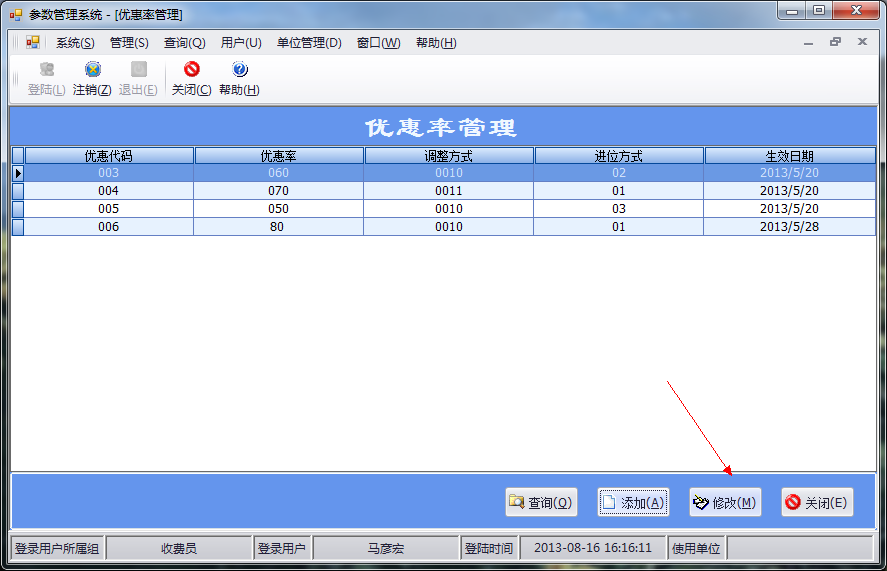 参数管理系统 - [优惠率管理]
系统(S) 管理(S) 查询(Q) 用户(U) 单位管理(D) 窗口(W) 帮助(H)
登陆(L) 注销(Z) 退出(E) 关闭(C) 帮助(H)
优惠率管理
优惠代码 优惠率 调整方式 进位方式 生效日期
003 060 0010 02 2013/5/20
004 070 0011 01 2013/5/20
005 050 0010 03 2013/5/20
006 80 0010 01 2013/5/28
查询(Q) 添加(A) 修改(M) 关闭(E)
登录用户所属组 收费员 登录用户 马彦宏 登陆时间 2013-08-16 16:16:11 使用单位